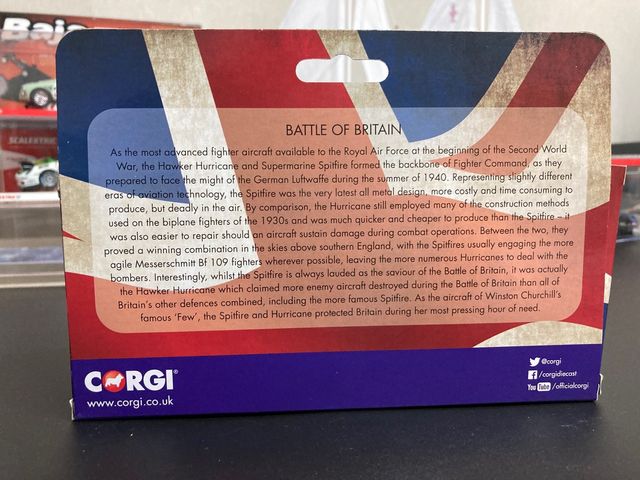 Baja
SCALEXTRIC
BATTLE OF BRITAIN
As the most advanced fighter aircraft available to the Royal Air Force at the beginning of the Second World
War, the Hawker Hurricane and Supermarine Spitfire formed the backbone of Fighter Command, as they
prepared to face the might of the German Luftwaffe during the summer of 1940. Representing slightly different
eras of aviation technology, the Spitfire was the very latest all metal design, more costly and time consuming to
produce, but deadly in the air. By comparison, the Hurricane still employed many of the construction methods
used on the biplane fighters of the 1930s and was much quicker and cheaper to produce than the Spitfire – it
was also easier to repair should an aircraft sustain damage during combat operations. Between the two, they
proved a winning combination in the skies above southern England, with the Spitfires usually engaging the more
agile Messerschmitt Bf 109 fighters wherever possible, leaving the more numerous Hurricanes to deal with the
bombers. Interestingly, whilst the Spitfire is always lauded as the saviour of the Battle of Britain, it was actually
the Hawker Hurricane which claimed more enemy aircraft destroyed during the Battle of Britain than all of
Britain's other defences combined, including the more famous Spitfire. As the aircraft of Winston Churchill's
famous 'Few', the Spitfire and Hurricane protected Britain during her most pressing hour of need.
CORGI®
www.corgi.co.uk
@corgi
/corgidiecast
You Tube /officialcorgi